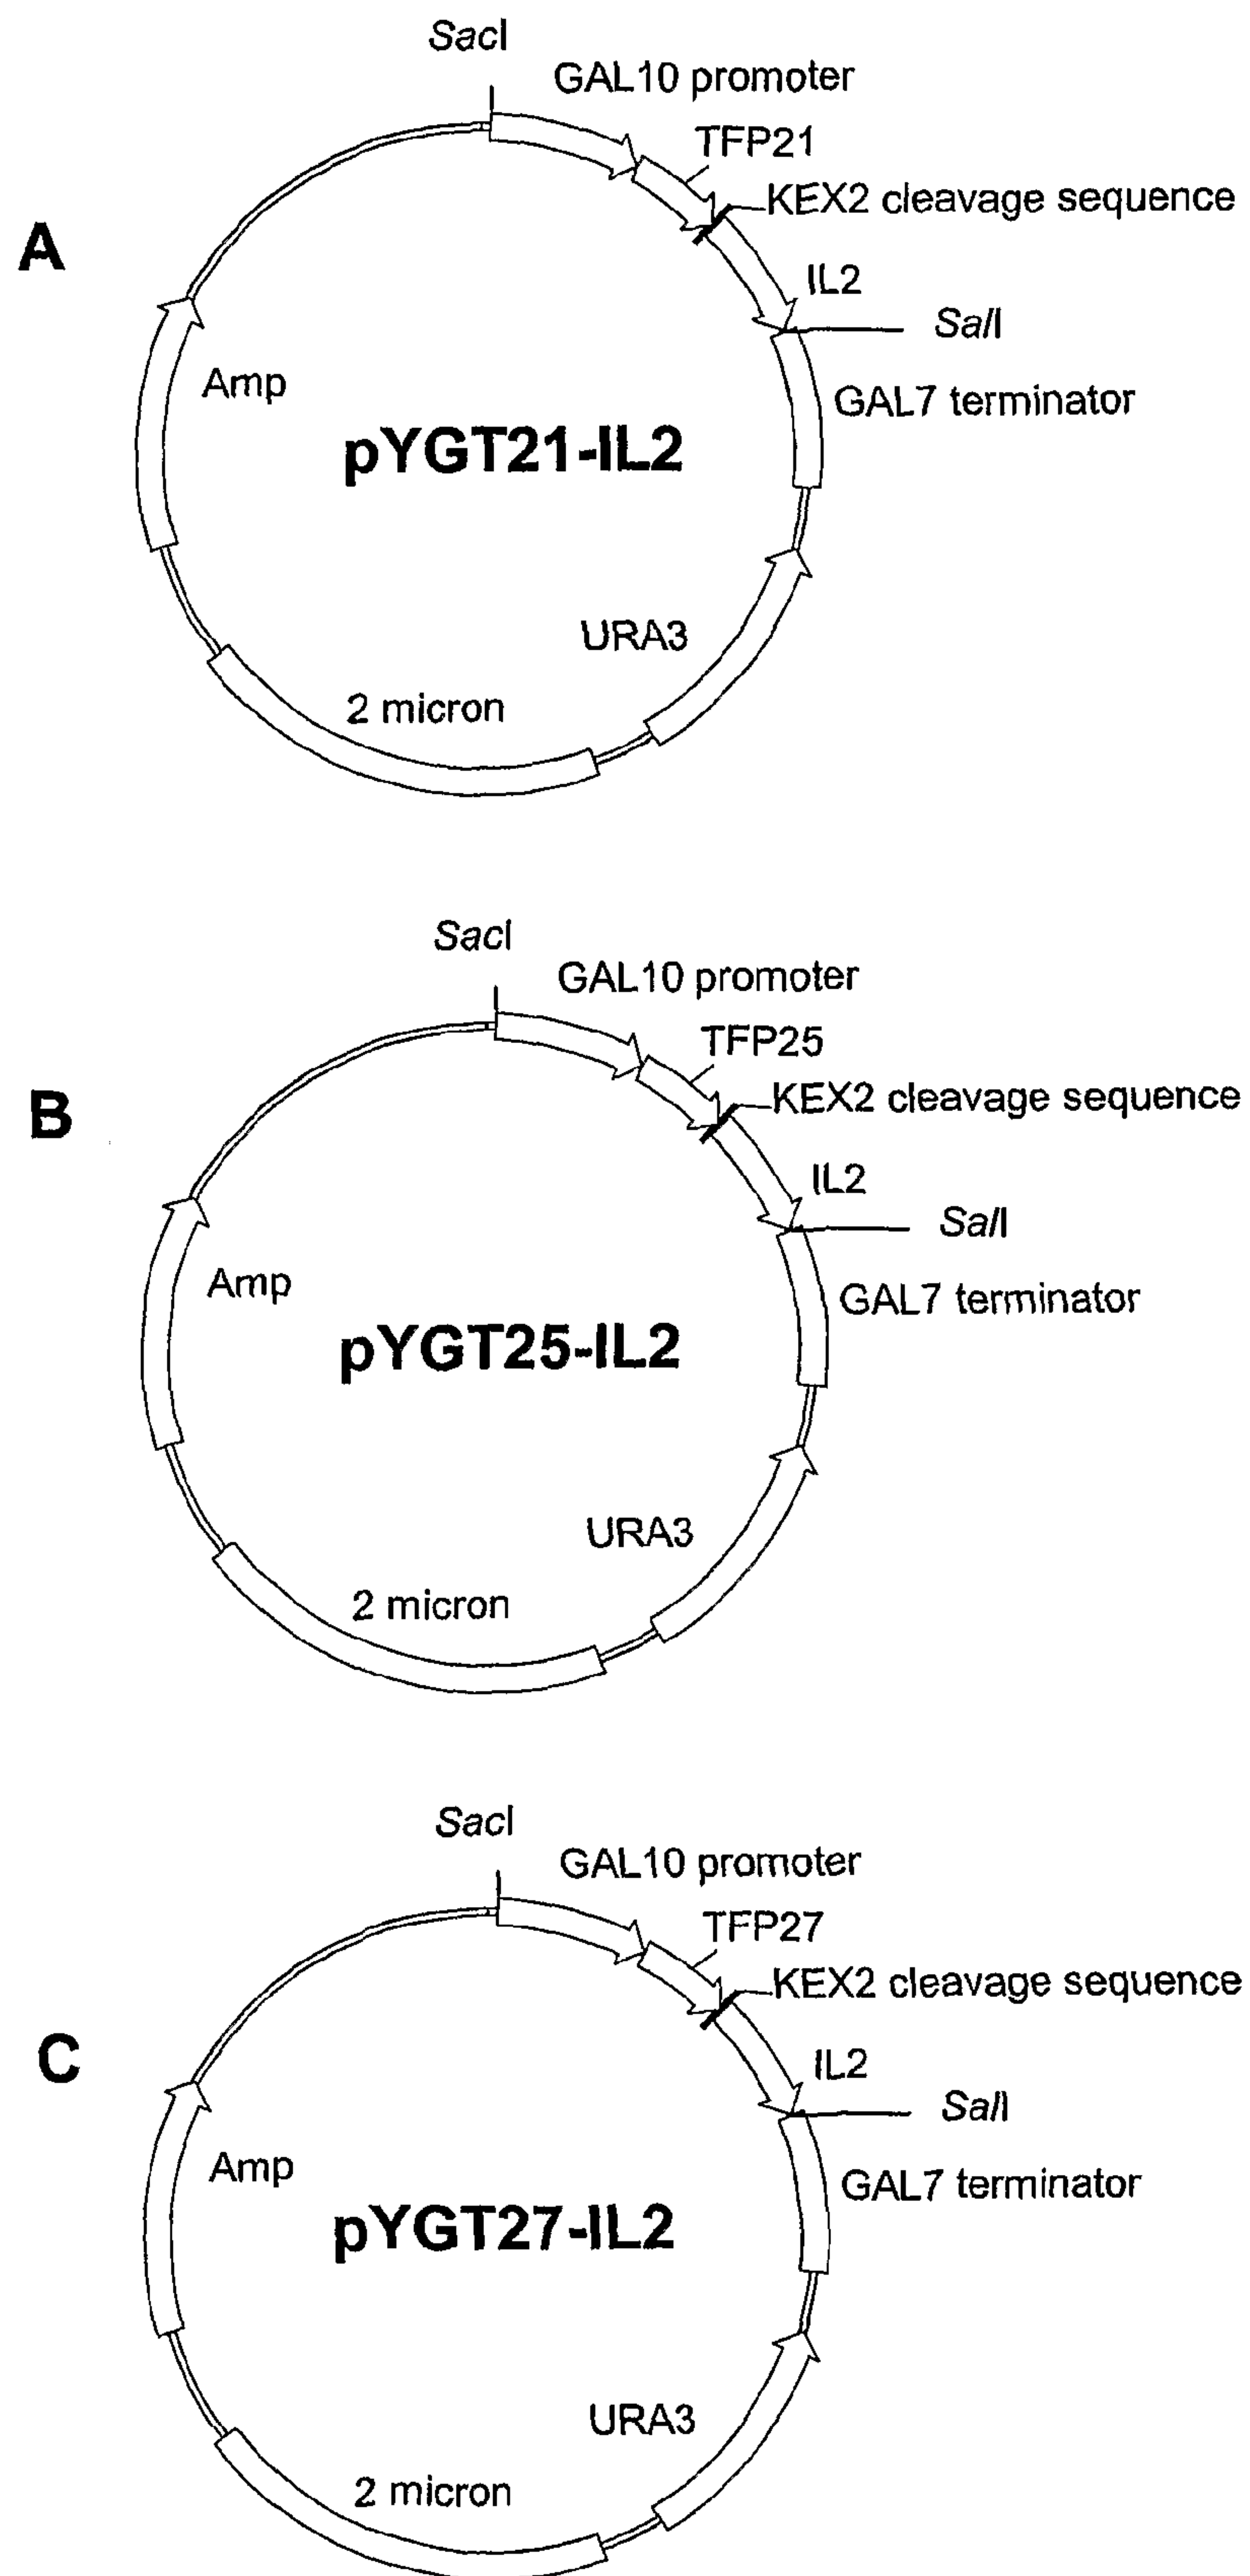 SacI
GAL10 promoter
TFP21
KEX2 cleavage sequence
A
IL2
SalI
Amp
GAL7 terminator
pYGT21-IL2
URA3
2 micron
SacI
GAL10 promoter
TFP25
KEX2 cleavage sequence
B
IL2
SalI
Amp
GAL7 terminator
pYGT25-IL2
URA3
2 micron
SacI
GAL10 promoter
TFP27
KEX2 cleavage sequence
C
IL2
SalI
Amp
GAL7 terminator
pYGT27-IL2
URA3
2 micron